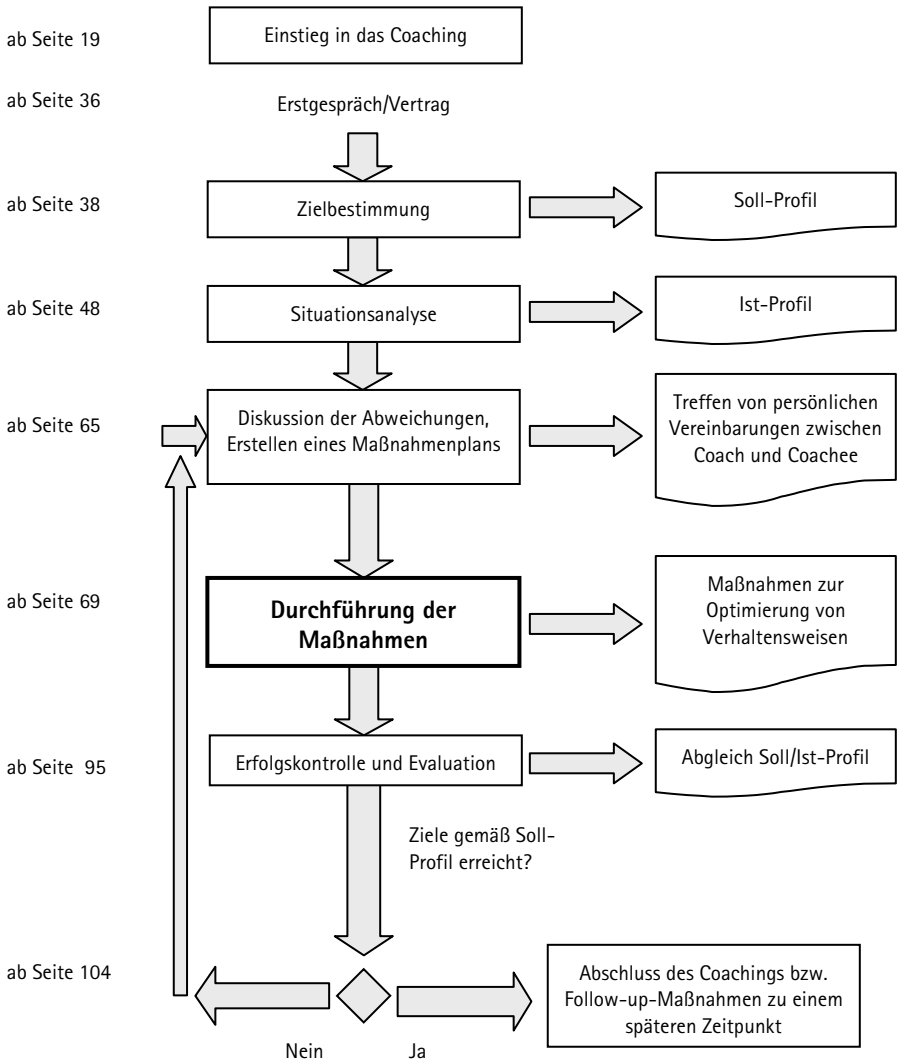 ab Seite 19
Einstieg in das Coaching
ab Seite 36
Erstgespräch/Vertrag
ab Seite 38
Zielbestimmung
Soll-Profil
ab Seite 48
Situationsanalyse
Ist-Profil
ab Seite 65
Diskussion der Abweichungen,
Erstellen eines Maßnahmenplans
Treffen von persönlichen
Vereinbarungen zwischen
Coach und Coachee
ab Seite 69
Durchführung der
Maßnahmen
Maßnahmen zur
Optimierung von
Verhaltensweisen
ab Seite 95
Erfolgskontrolle und Evaluation
Abgleich Soll/Ist-Profil
Ziele gemäß Soll-
Profil erreicht?
ab Seite 104
Abschluss des Coachings bzw.
Follow-up-Maßnahmen zu einem
späteren Zeitpunkt
Nein
Ja